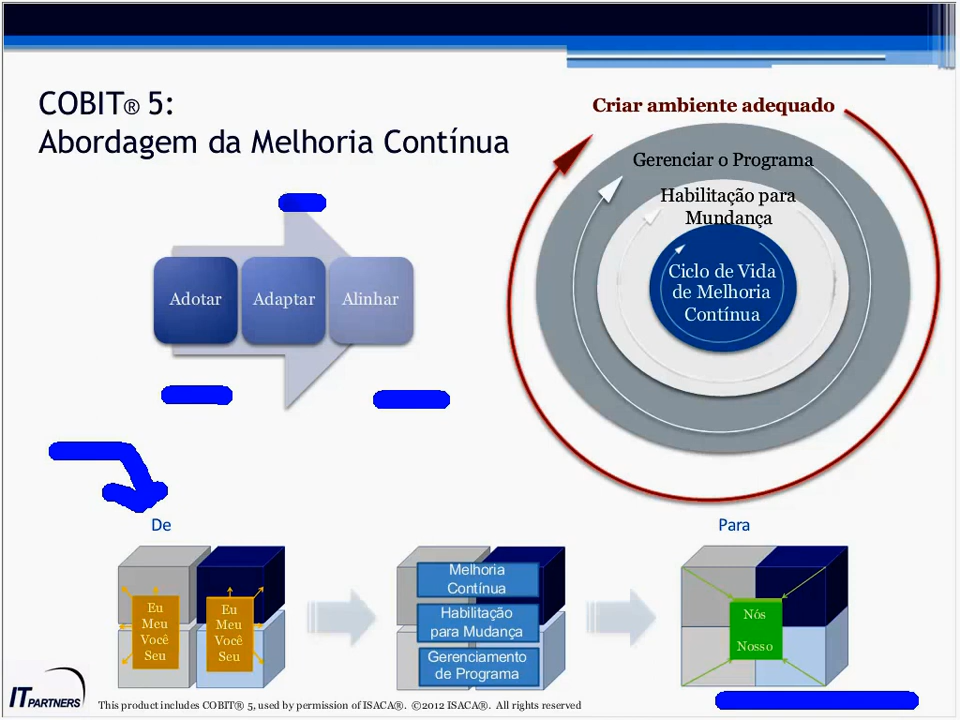 COBIT® 5:
Abordagem da Melhoria Contínua
Criar ambiente adequado
Gerenciar o Programa
Habilitação para
Mundança
Ciclo de Vida
de Melhoria
Contínua
Adotar
Adaptar
Alinhar
De
Para
Eu
Meu
Você
Seu
Eu
Meu
Você
Seu
Melhoria
Contínua
Habilitação
para Mudança
Gerenciamento
de Programa
Nós
Nosso
IT PARTNERS
This product includes COBIT® 5, used by permission of ISACA®. ©2012 ISACA®. All rights reserved